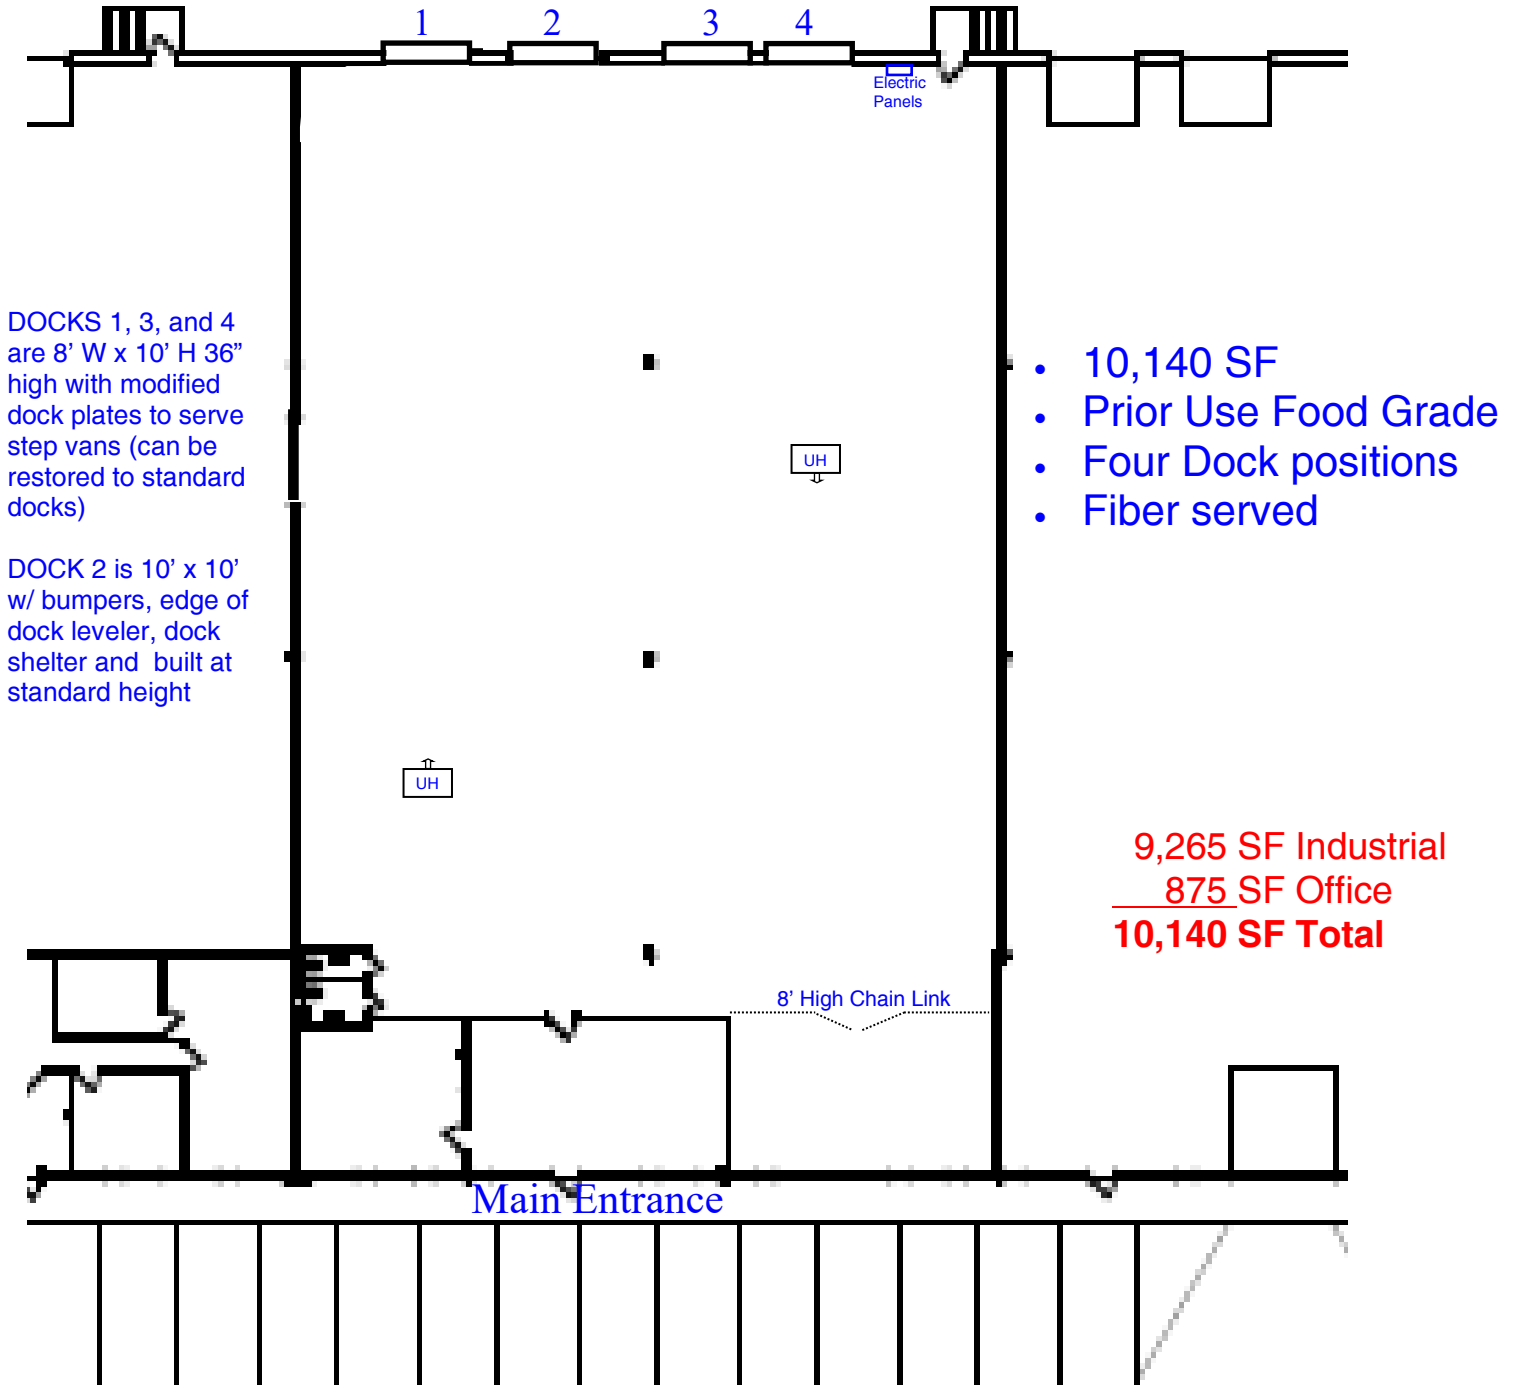 1
2
3
4
Electric
Panels
DOCKS 1, 3, and 4
are 8’ W x 10’ H 36”
high with modified
dock plates to serve
step vans (can be
restored to standard
docks)
DOCK 2 is 10’ x 10’
w/ bumpers, edge of
dock leveler, dock
shelter and  built at
standard height
• 10,140 SF
• Prior Use Food Grade
• Four Dock positions
• Fiber served
UH
UH
9,265 SF Industrial
875 SF Office
10,140 SF Total
8’ High Chain Link
Main Entrance